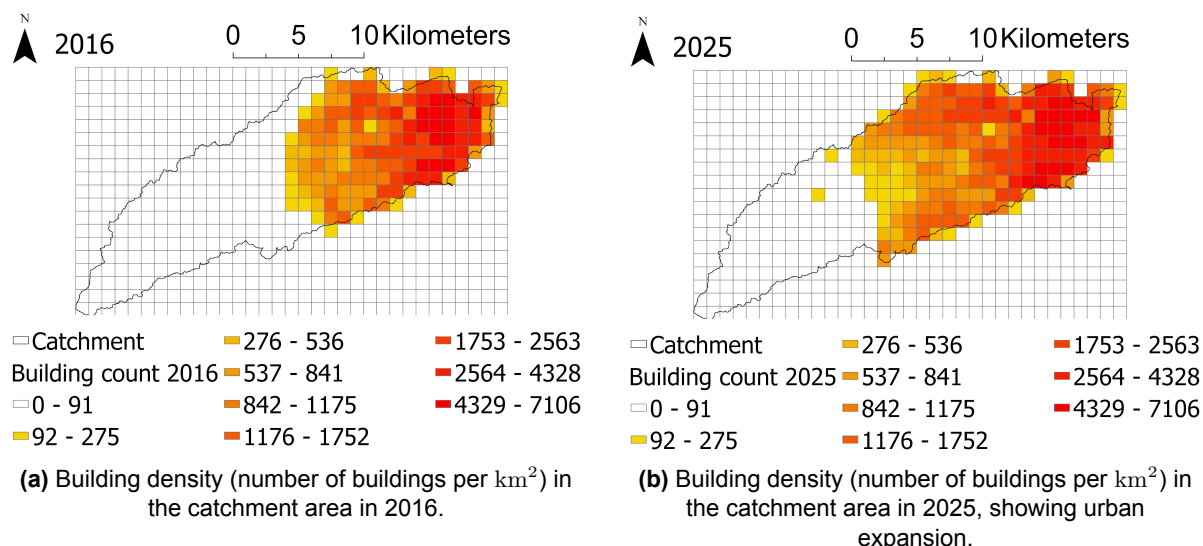 N
2016
0 5 10Kilometers
Catchment
Building count 2016
0 - 91
92 - 275
276 - 536
537 - 841
842 - 1175
1176 - 1752
1753 - 2563
2564 - 4328
4329 - 7106
(a) Building density (number of buildings per km²) in
the catchment area in 2016.
N
2025
0 5 10Kilometers
Catchment
Building count 2025
0 - 91
92 - 275
276 - 536
537 - 841
842 - 1175
1176 - 1752
1753 - 2563
2564 - 4328
4329 - 7106
(b) Building density (number of buildings per km²) in
the catchment area in 2025, showing urban
expansion.